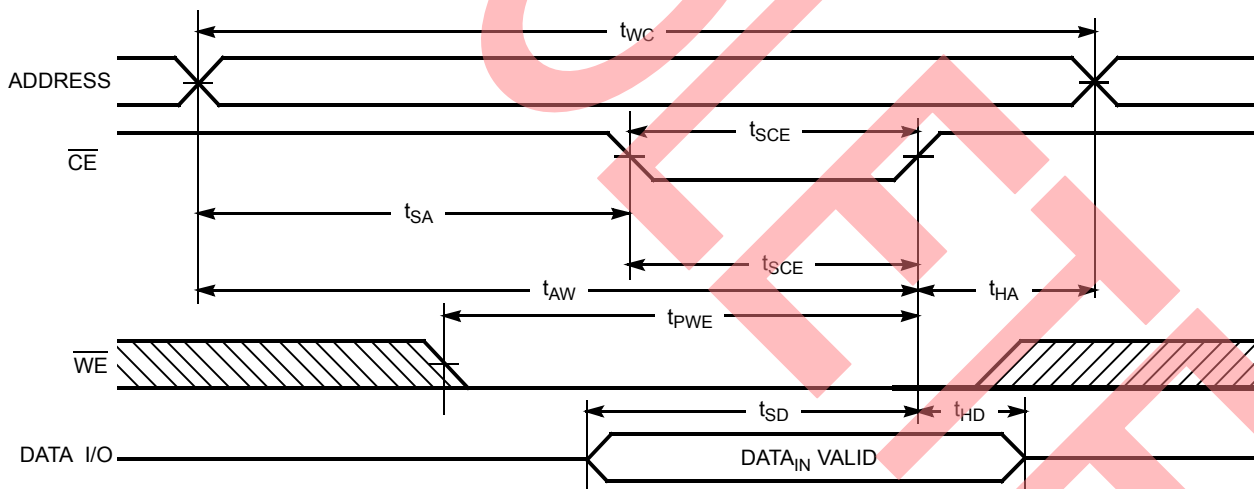 tWC
ADDRESS
CE
tSCE
tSA
tSCE
tAW
tHA
tPWE
WE
tSD
tHD
DATA I/O
DATAIN VALID